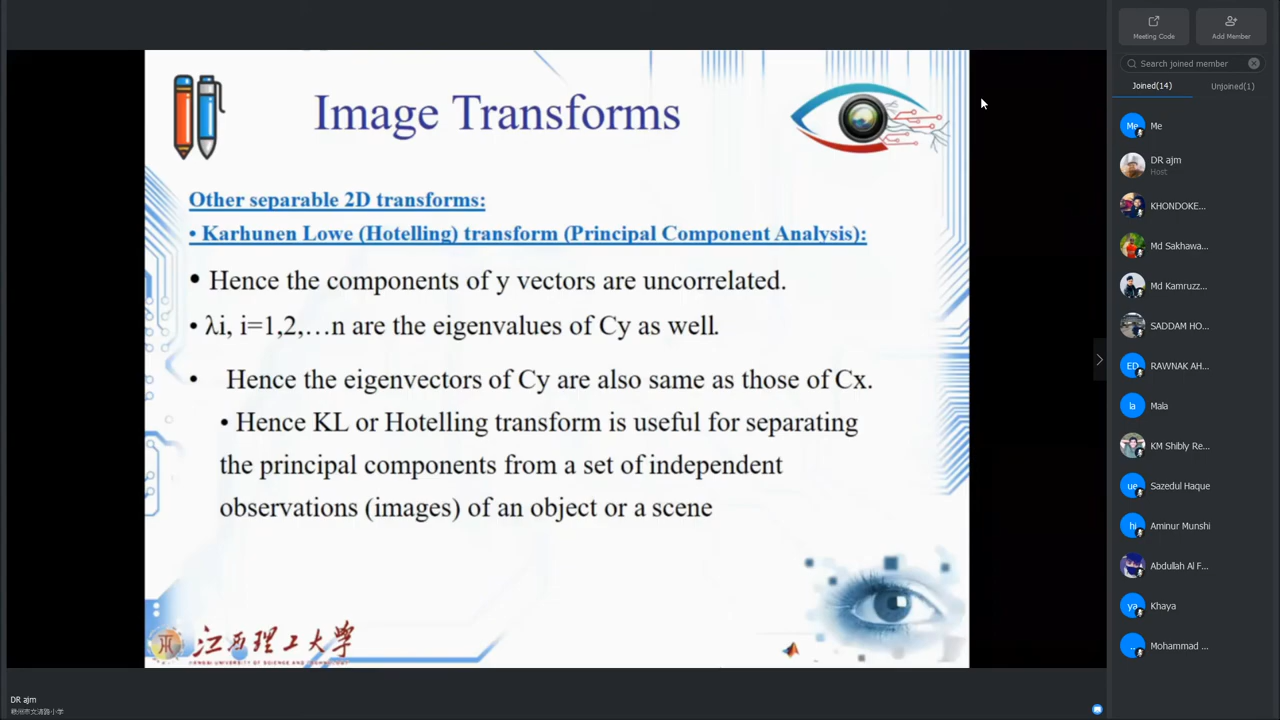 Image Transforms
Other separable 2D transforms:
• Karhunen Lowe (Hotelling) transform (Principal Component Analysis):
• Hence the components of y vectors are uncorrelated.
• λi, i=1,2,…n are the eigenvalues of Cy as well.
• Hence the eigenvectors of Cy are also same as those of Cx.
• Hence KL or Hotelling transform is useful for separating
the principal components from a set of independent
observations (images) of an object or a scene
江西理工大学
DR ajm
Meeting Code
Add Member
Search joined member
Joined(14)
Unjoined(1)
Me
Me
DR ajm
Host
KHONDOKE...
Md Sakhawa...
Md Kamruzz...
SADDAM HO...
ED
RAWNAK AH...
la
Mala
KM Shibly Re...
ue
Sazedul Haque
hi
Aminur Munshi
Abdullah Al F...
ya
Khaya
Mohammad ...